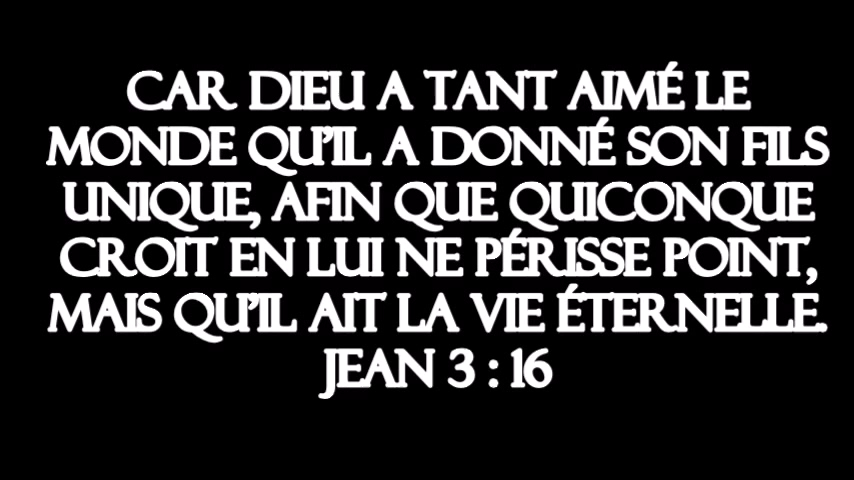 CAR DIEU A TANT AIMÉ LE
MONDE QU'IL A DONNÉ SON FILS
UNIQUE, AFIN QUE QUICONQUE
CROIT EN LUI NE PÉRISSE POINT,
MAIS QU'IL AIT LA VIE ÉTERNELLE.
JEAN 3 : 16